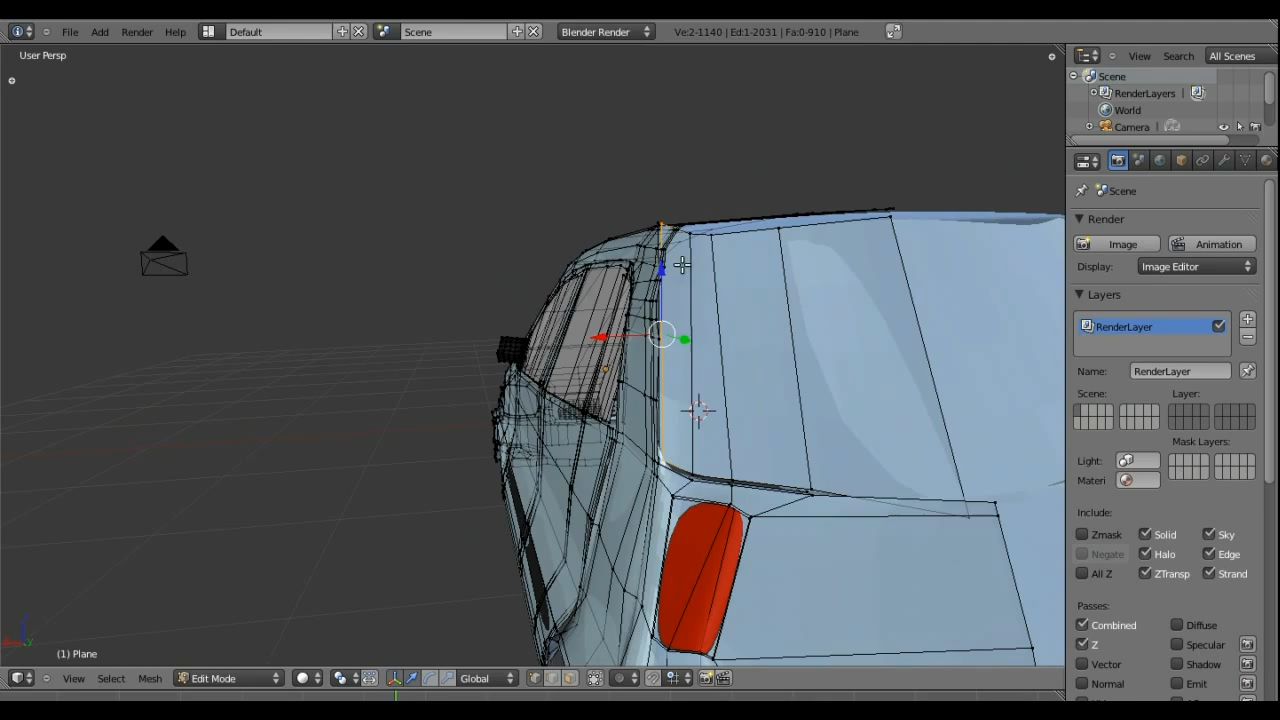 File Add Render Help Default Scene Blender Render Ve:2-1140 | Ed:1-2031 | Fa:0-910 | Plane
View Search All Scenes
User Persp
Scene
RenderLayers |
World
Camera |
Scene
Render
Image Animation
Display: Image Editor
Layers
RenderLayer
Name: RenderLayer
Scene: Layer:
Mask Layers:
Light:
Materi
Include:
Zmask Solid Sky
Negate Halo Edge
All Z ZTransp Strand
Passes:
Combined Diffuse
Z Specular
Vector Shadow
Normal Emit
y
(1) Plane
View Select Mesh Edit Mode Global